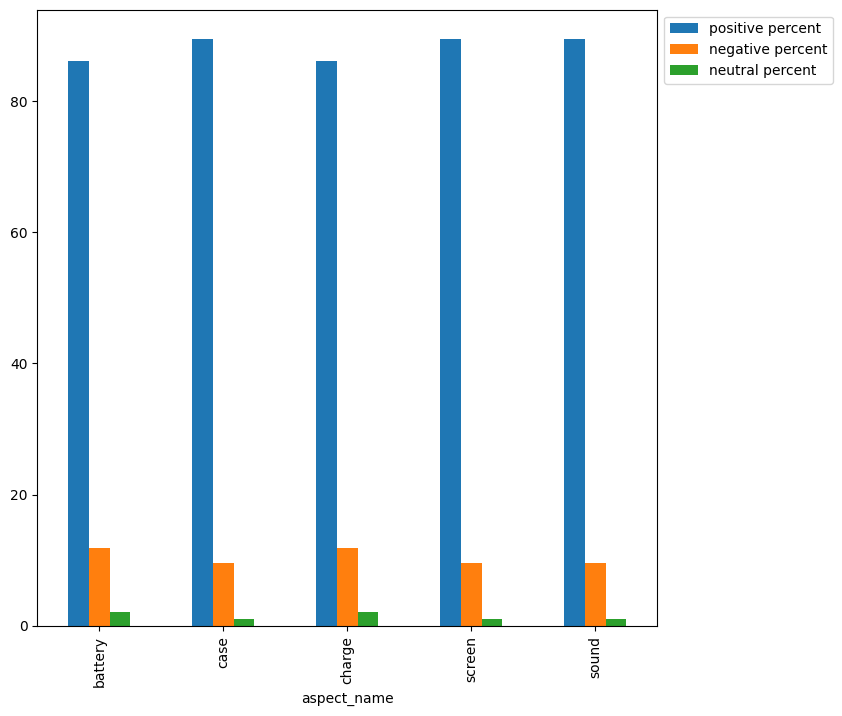 positive percent
negative percent
neutral percent
80
60
40
20
0
battery
case
charge
screen
sound
aspect_name